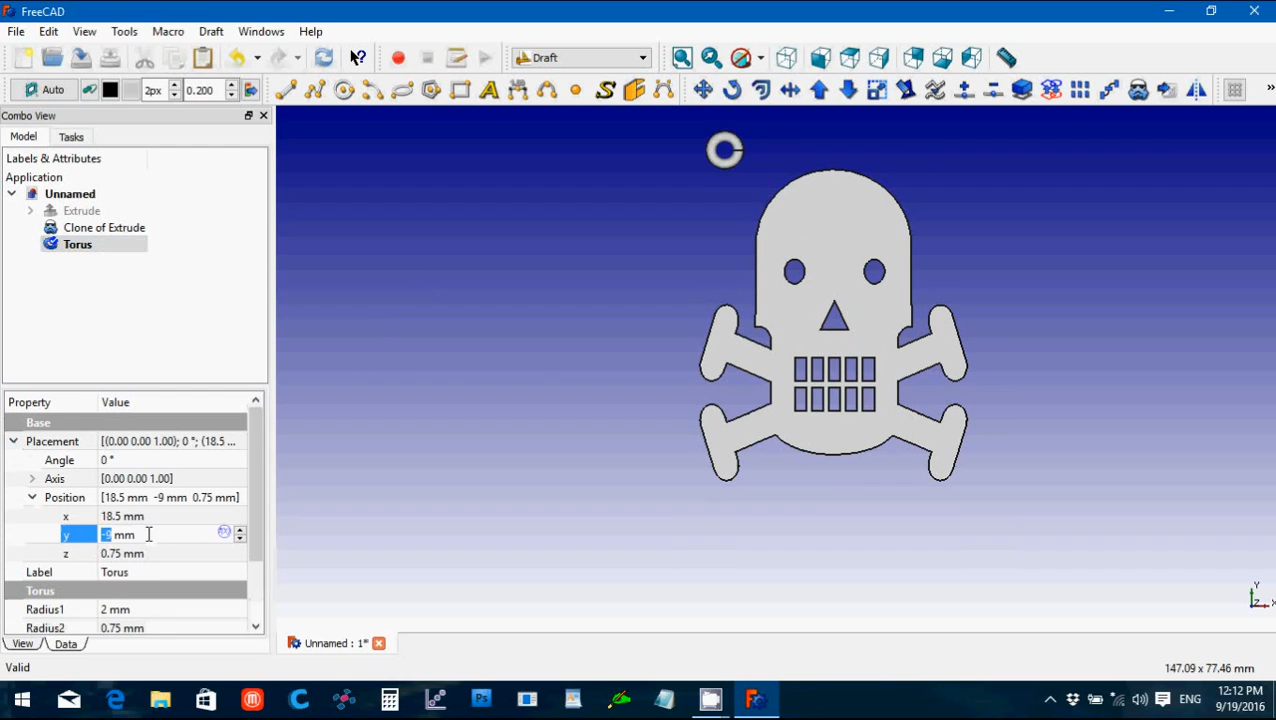 FreeCAD
File Edit View Tools Macro Draft Windows Help
Draft
Auto 2px 0.200
Combo View
Model Tasks
Labels & Attributes
Application
Unnamed
Extrude
Clone of Extrude
Torus
Property Value
Base
Placement [(0.00 0.00 1.00); 0 °; (18.5 ...
Angle 0 °
Axis [0.00 0.00 1.00]
Position [18.5 mm -9 mm 0.75 mm]
x 18.5 mm
y -9 mm
z 0.75 mm
Label Torus
Torus
Radius1 2 mm
Radius2 0.75 mm
View Data
Unnamed : 1*
Valid 147.09 x 77.46 mm
ENG 12:12 PM
9/19/2016